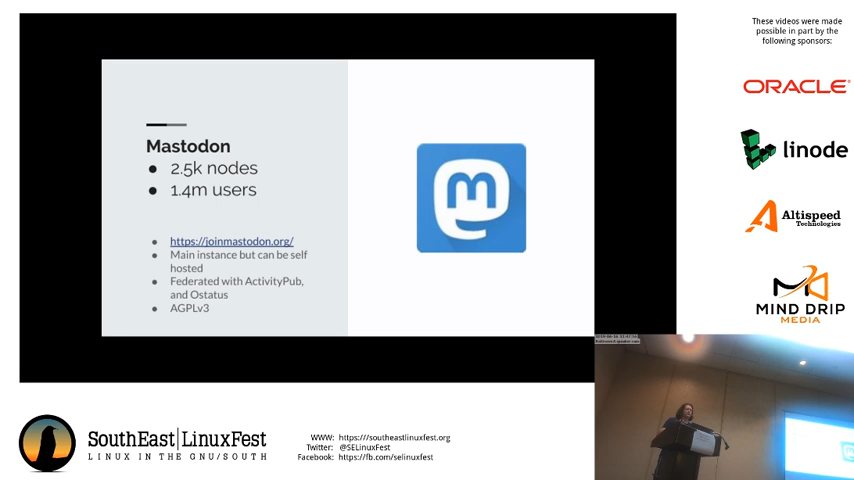 These videos were made
possible in part by the
following sponsors:
ORACLE
linode
Altispeed
Technologies
MIND DRIP
MEDIA
Mastodon
● 2.5k nodes
● 1.4m users
● https://joinmastodon.org/
● Main instance but can be self
hosted
● Federated with ActivityPub,
and Ostatus
● AGPLv3
SouthEast|LinuxFest
LINUX IN THE GNU/SOUTH
WWW: https:///southeastlinuxfest.org
Twitter: @SELinuxFest
Facebook: https://fb.com/selinuxfest